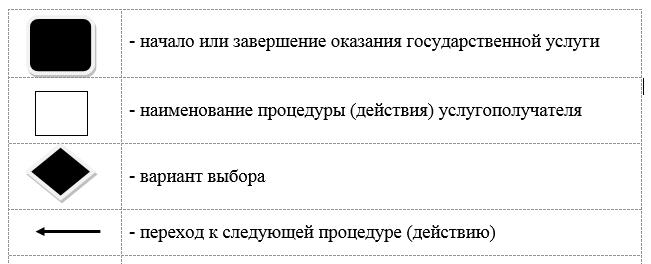 - начало или завершение оказания государственной услуги
- наименование процедуры (действия) услугополучателя
- вариант выбора
- переход к следующей процедуре (действию)